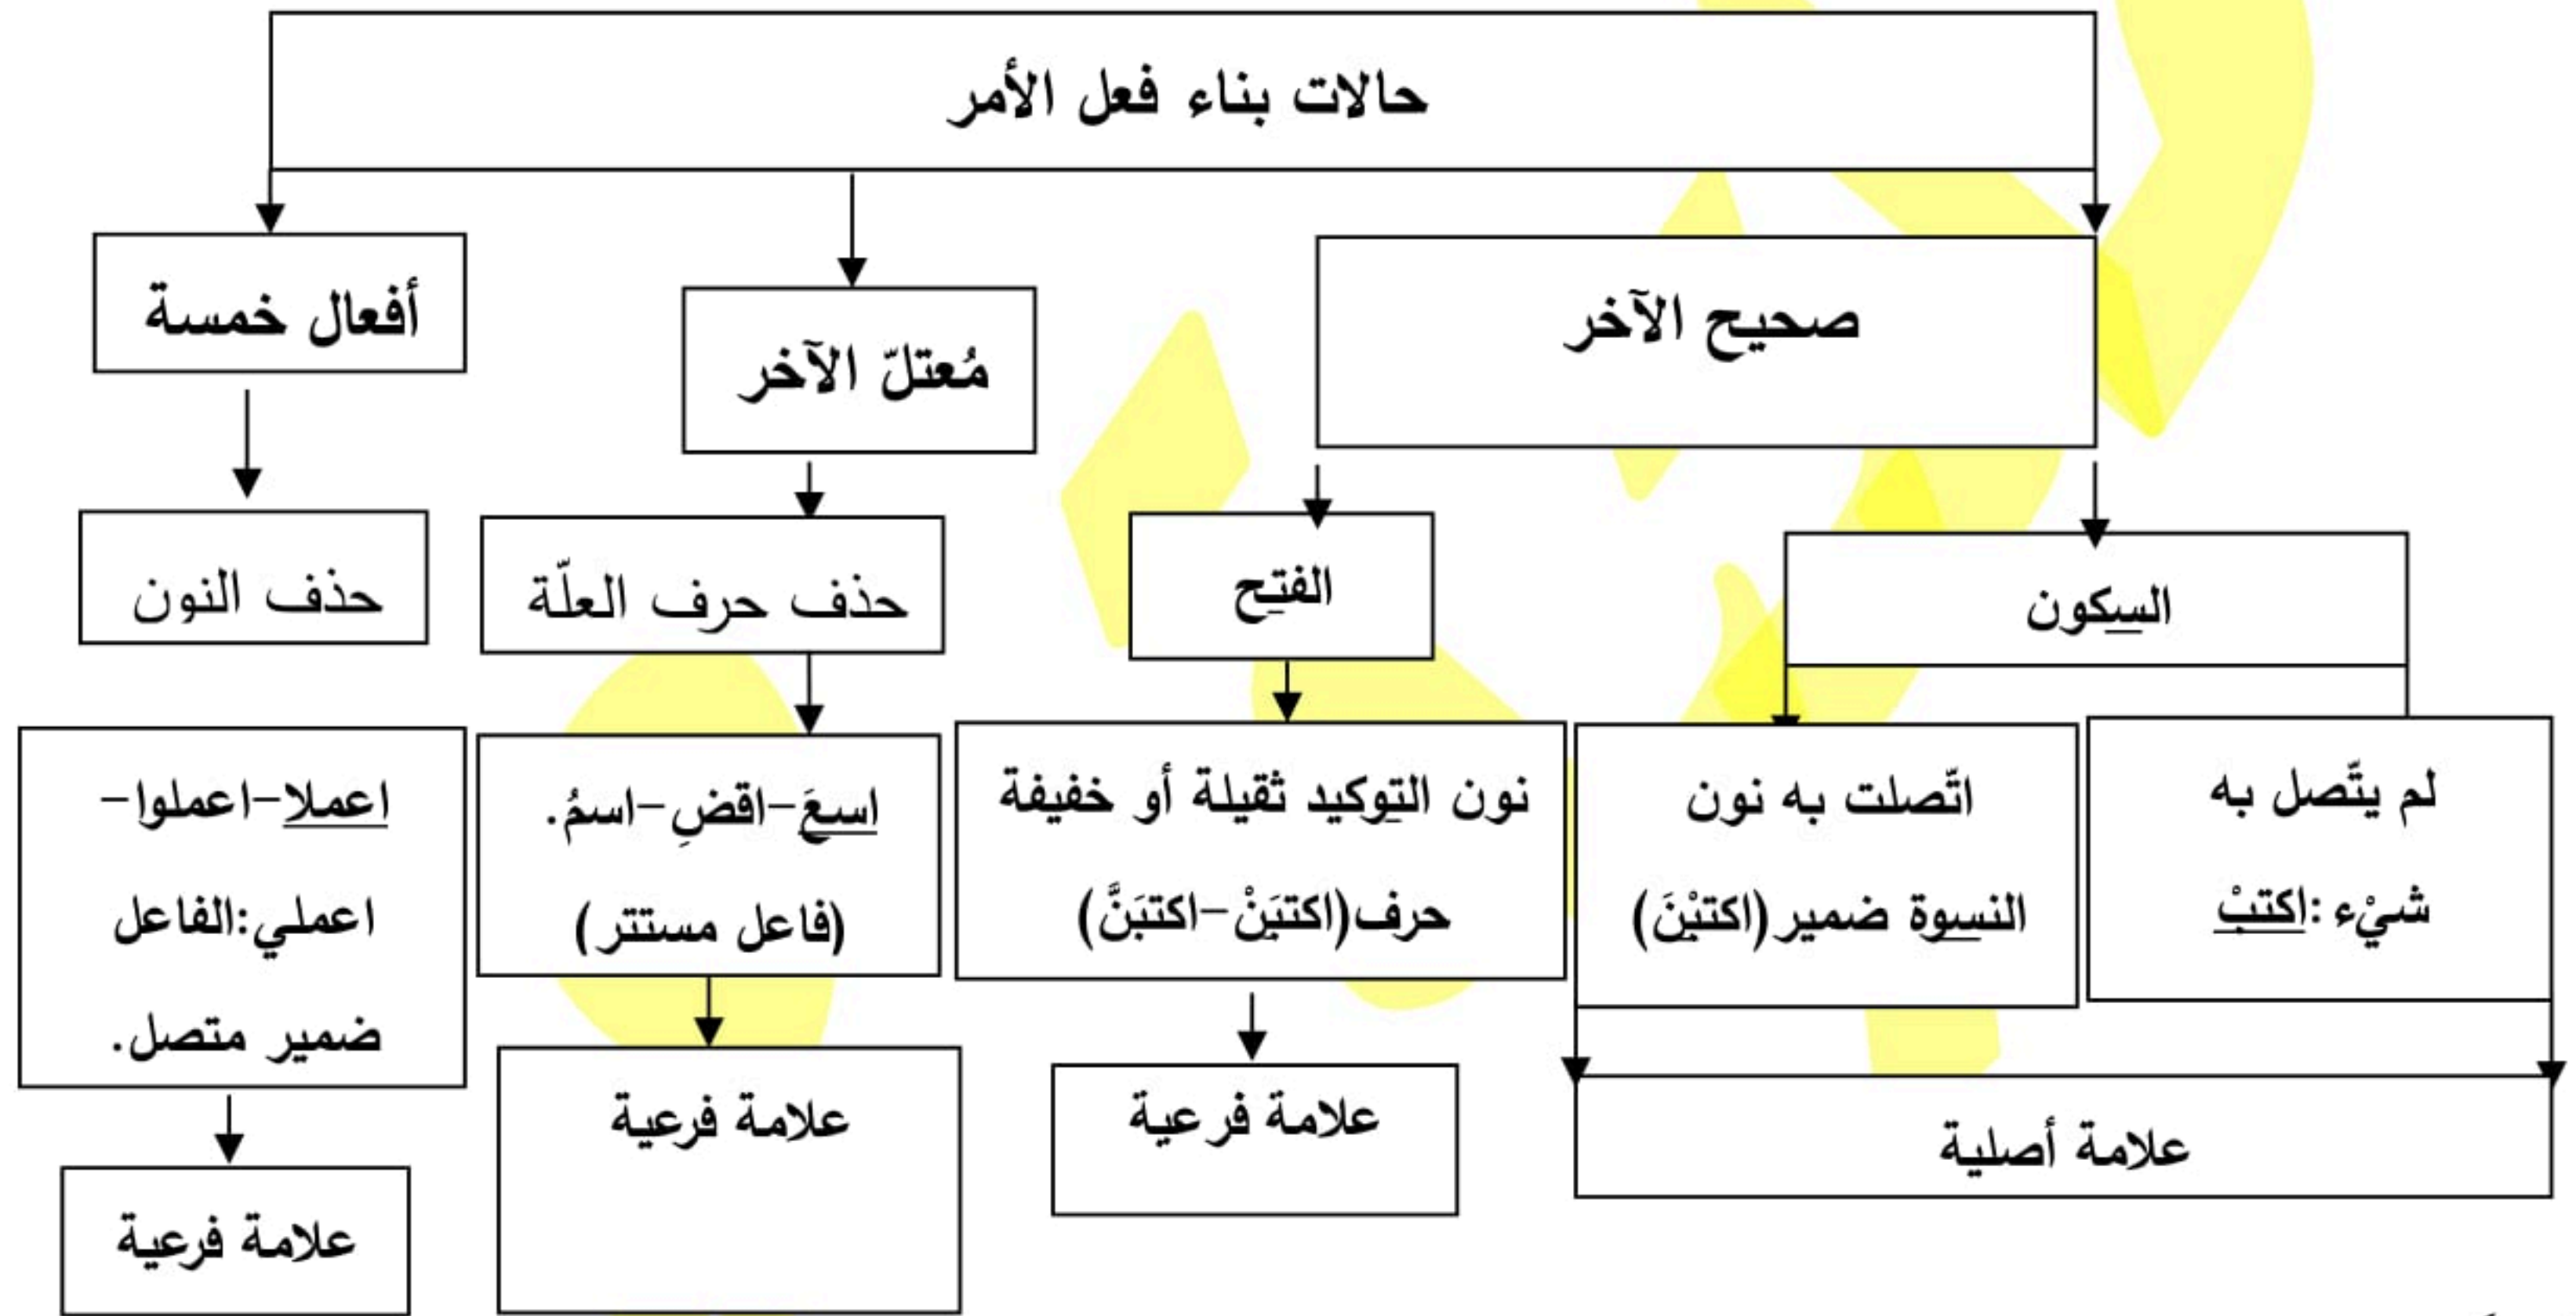 حالات بناء فعل الأمر
صحيح الآخر
مُعتلّ الآخر
أفعال خمسة
السكون
الفتح
حذف حرف العلّة
حذف النون
لم يتّصل به
شيْء :اكتبْ
اتّصلت به نون
النسوة ضمير(اكتبْنَ)
نون التوكيد ثقيلة أو خفيفة
حرف(اكتبَنْ-اكتبَنَّ)
اسعَ-اقضِ-اسمُ.
(فاعل مستتر)
اعملا-اعملوا-
اعملي:الفاعل
ضمير متصل.
علامة أصلية
علامة فرعية
علامة فرعية
علامة فرعية